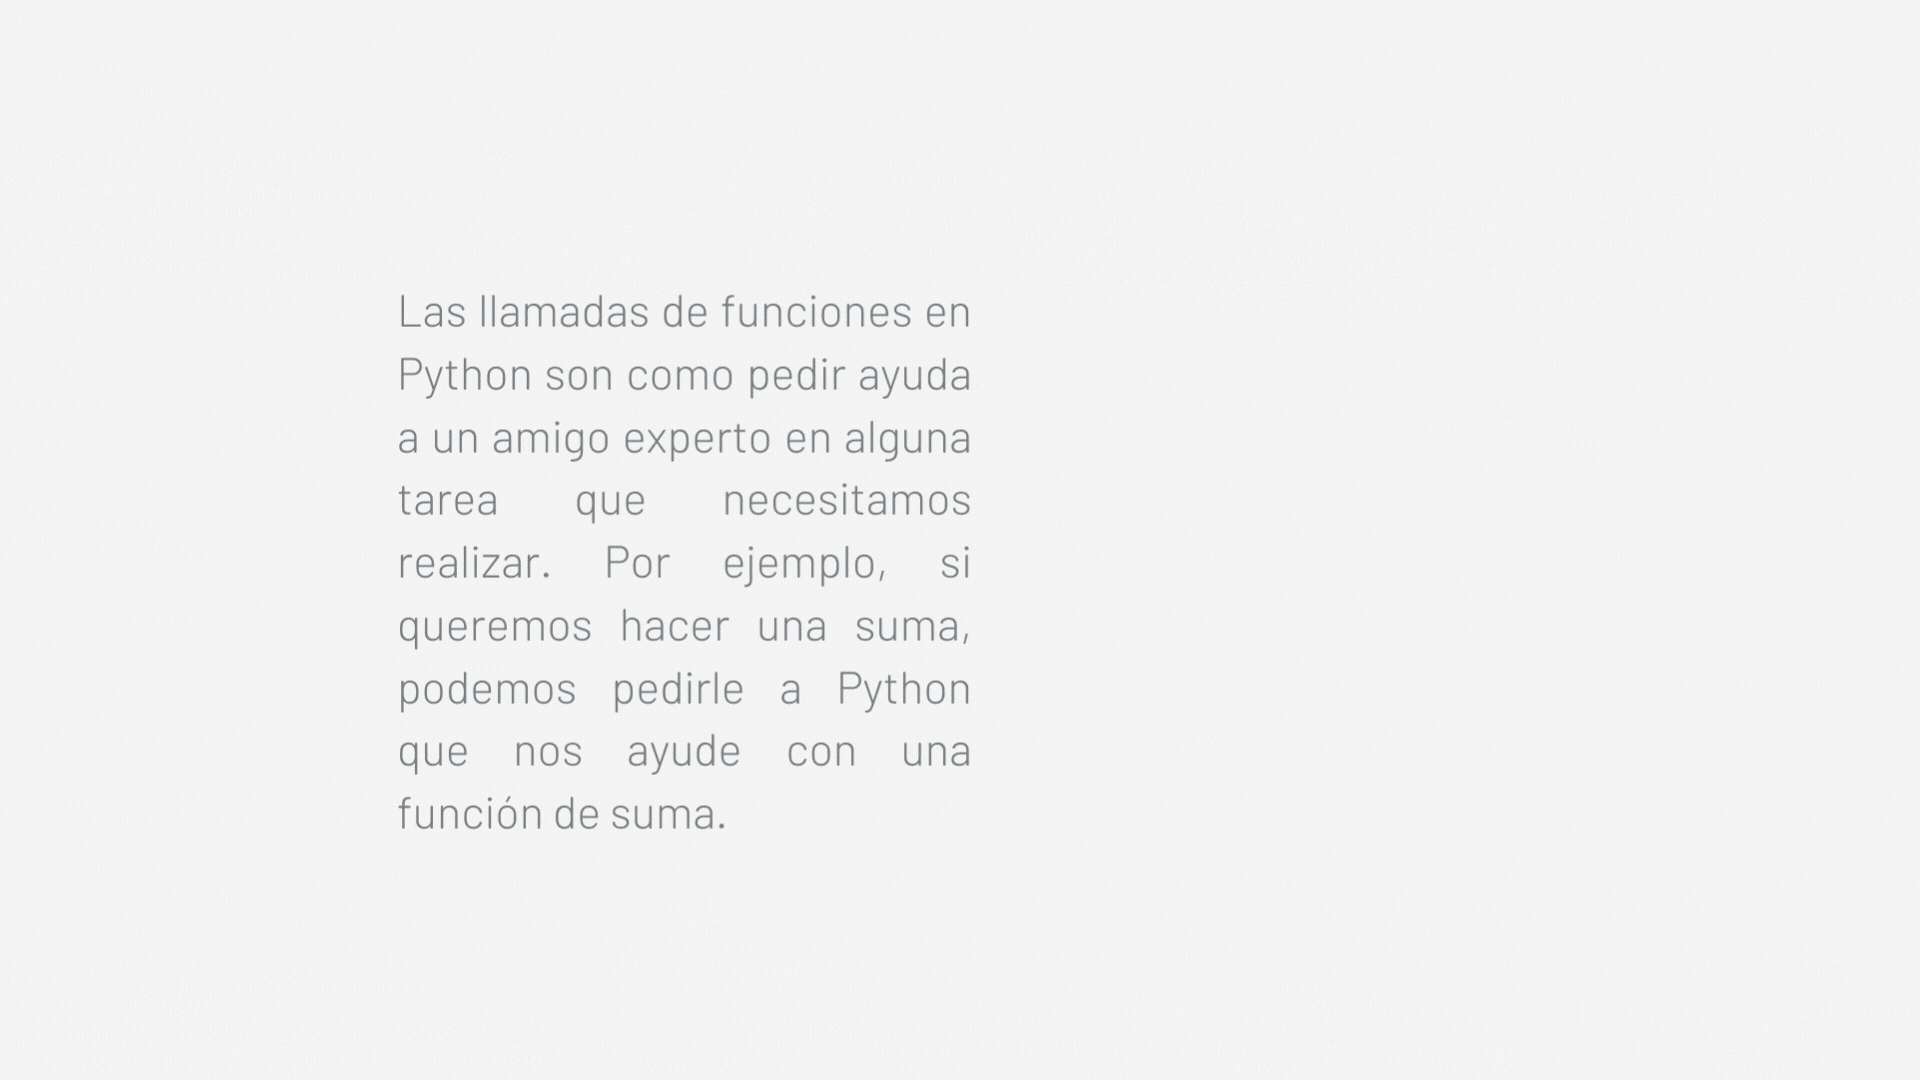 Las llamadas de funciones en
Python son como pedir ayuda
a un amigo experto en alguna
tarea que necesitamos
realizar. Por ejemplo, si
queremos hacer una suma,
podemos pedirle a Python
que nos ayude con una
función de suma.